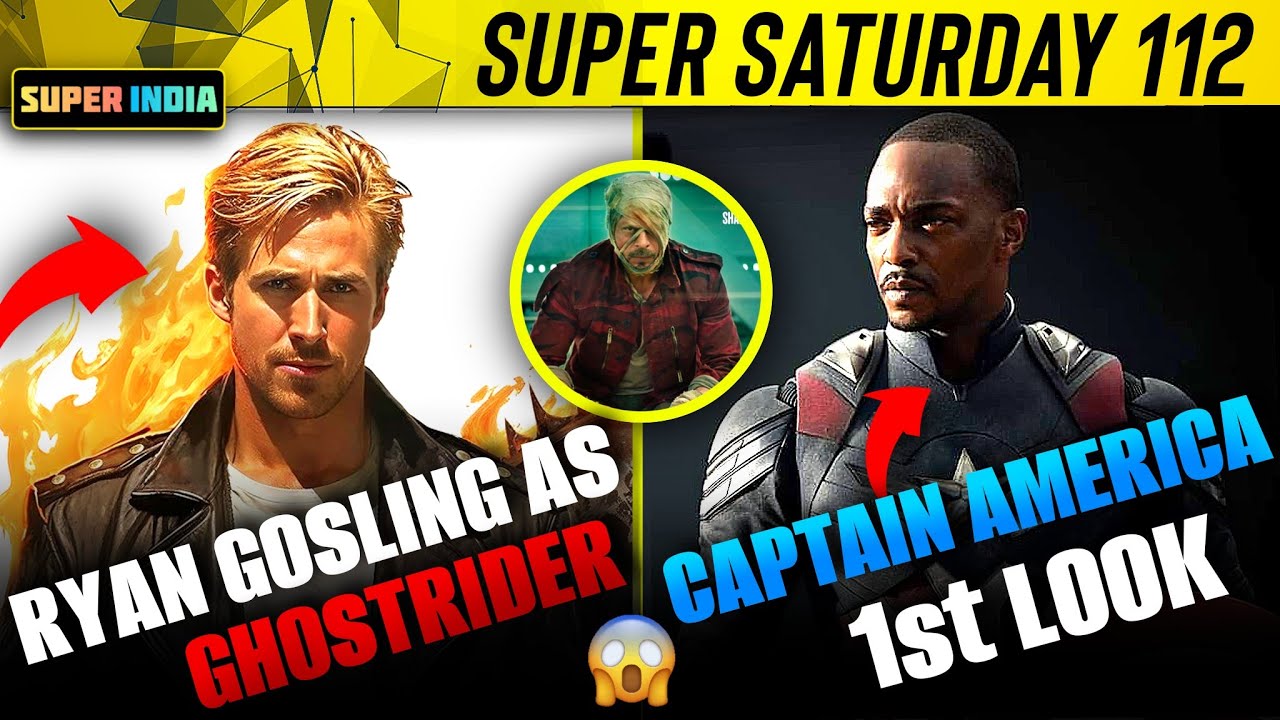 SUPER SATURDAY 112
SUPER INDIA
RYAN GOSLING AS
GHOSTRIDER
CAPTAIN AMERICA
1st LOOK